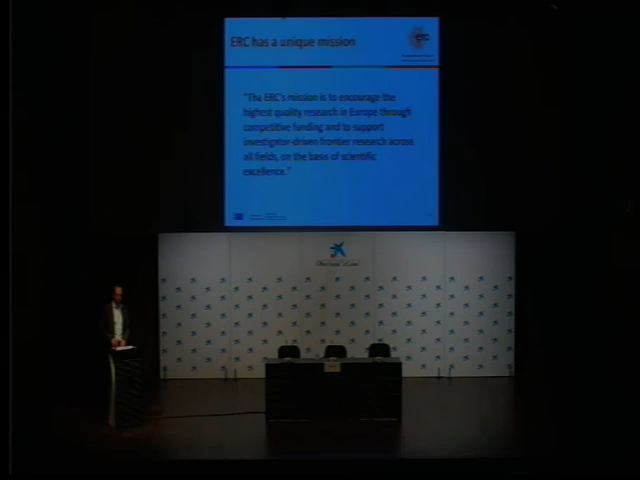 ERC has a unique mission
erc
"The ERC's mission is to encourage the
highest quality research in Europe through
competitive funding and to support
investigator-driven frontier research across
all fields, on the basis of scientific
excellence."